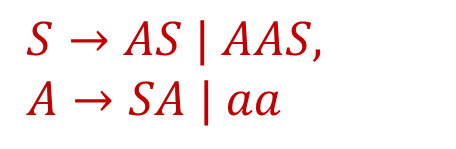 S → AS | AAS,
A → SA | aa